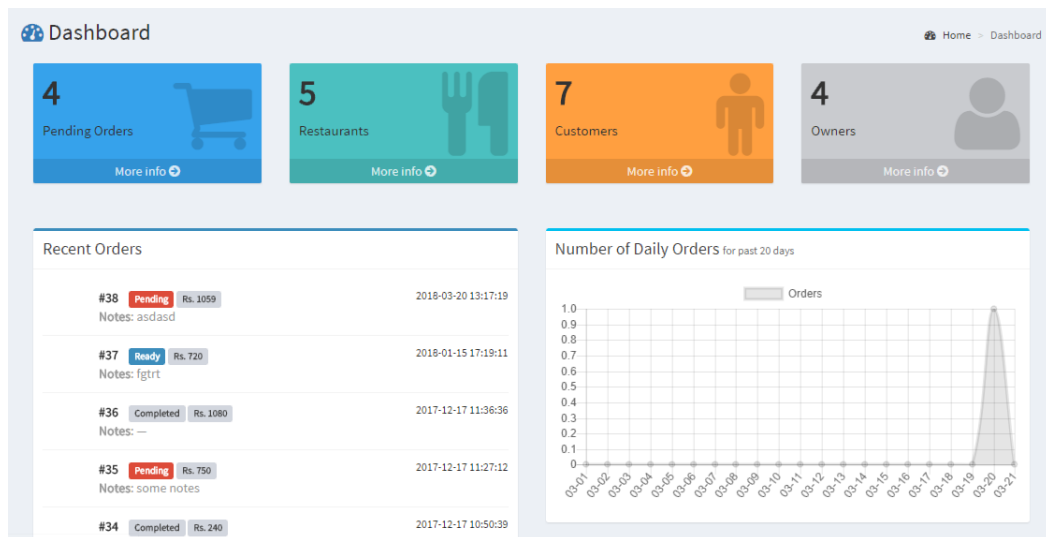 Dashboard
Home > Dashboard
4
Pending Orders
More info
5
Restaurants
More info
7
Customers
More info
4
Owners
More info
Recent Orders
#38 Pending Rs. 1059 2018-03-20 13:17:19
Notes: asdasd
#37 Ready Rs. 720 2018-01-15 17:19:11
Notes: fgtrt
#36 Completed Rs. 1080 2017-12-17 11:36:36
Notes: —
#35 Pending Rs. 750 2017-12-17 11:27:12
Notes: some notes
#34 Completed Rs. 240 2017-12-17 10:50:39
Number of Daily Orders for past 20 days
Orders
1.0
0.9
0.8
0.7
0.6
0.5
0.4
0.3
0.2
0.1
0
03-01 03-02 03-03 03-04 03-05 03-06 03-07 03-08 03-09 03-10 03-11 03-12 03-13 03-14 03-15 03-16 03-17 03-18 03-19 03-20 03-21